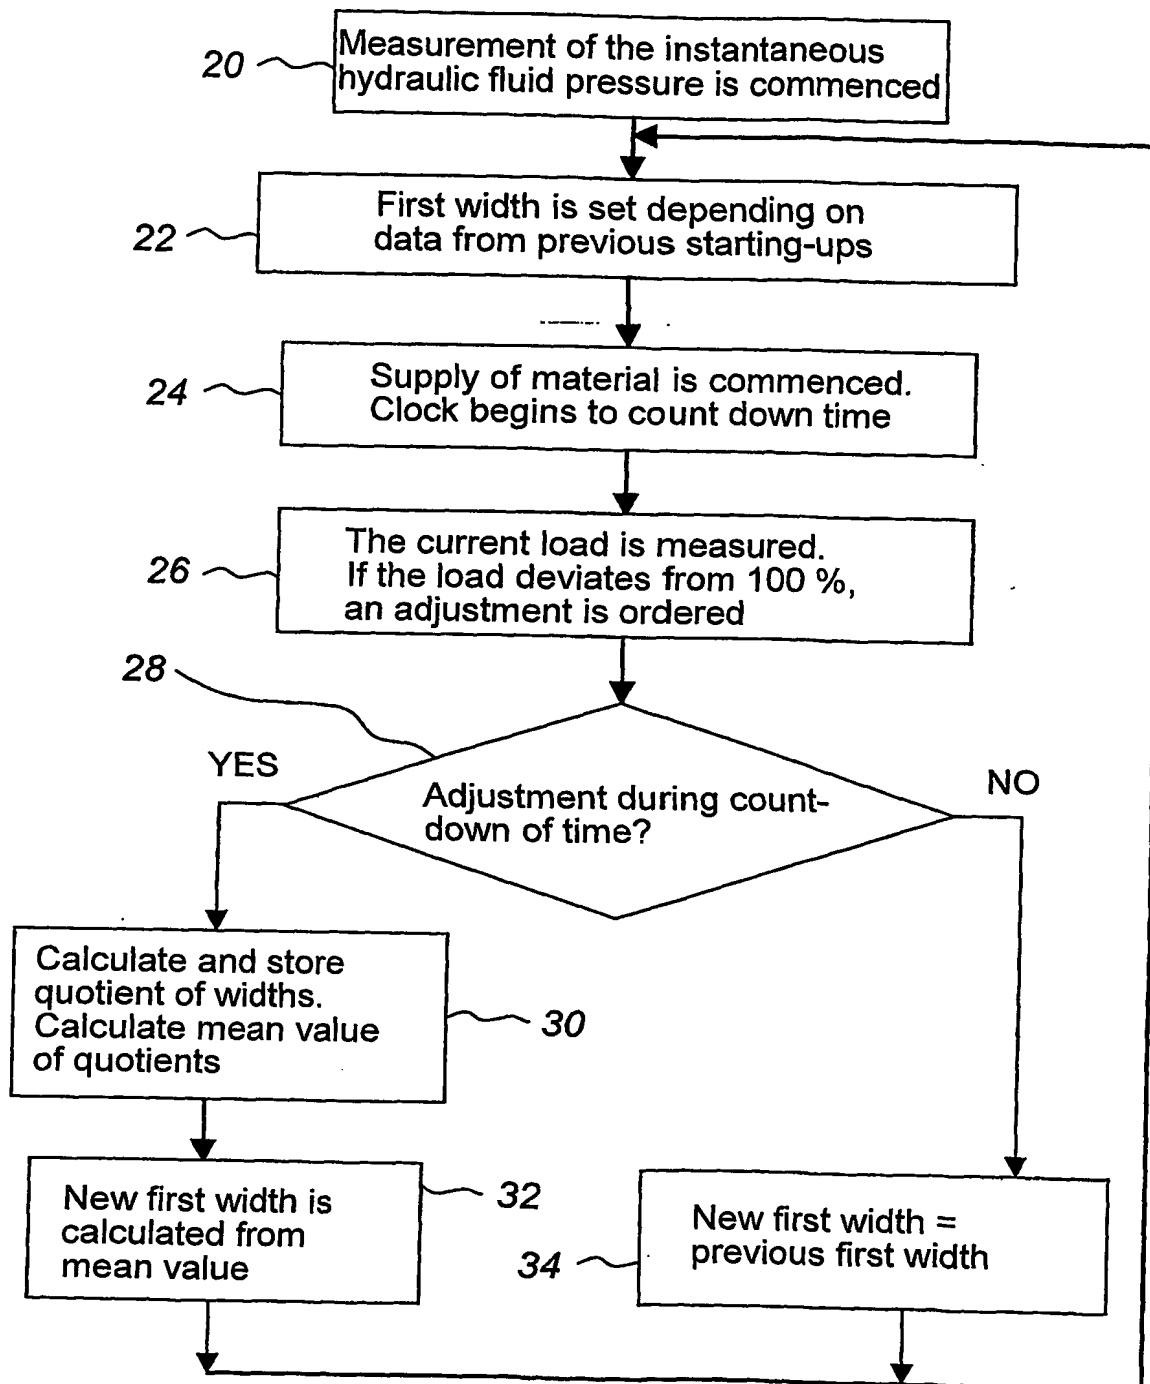 20
Measurement of the instantaneous
hydraulic fluid pressure is commenced
22
First width is set depending on
data from previous starting-ups
24
Supply of material is commenced.
Clock begins to count down time
26
The current load is measured.
If the load deviates from 100 %,
an adjustment is ordered
28
YES
NO
Adjustment during count-
down of time?
Calculate and store
quotient of widths.
Calculate mean value
of quotients
30
New first width is
calculated from
mean value
32
34
New first width =
previous first width